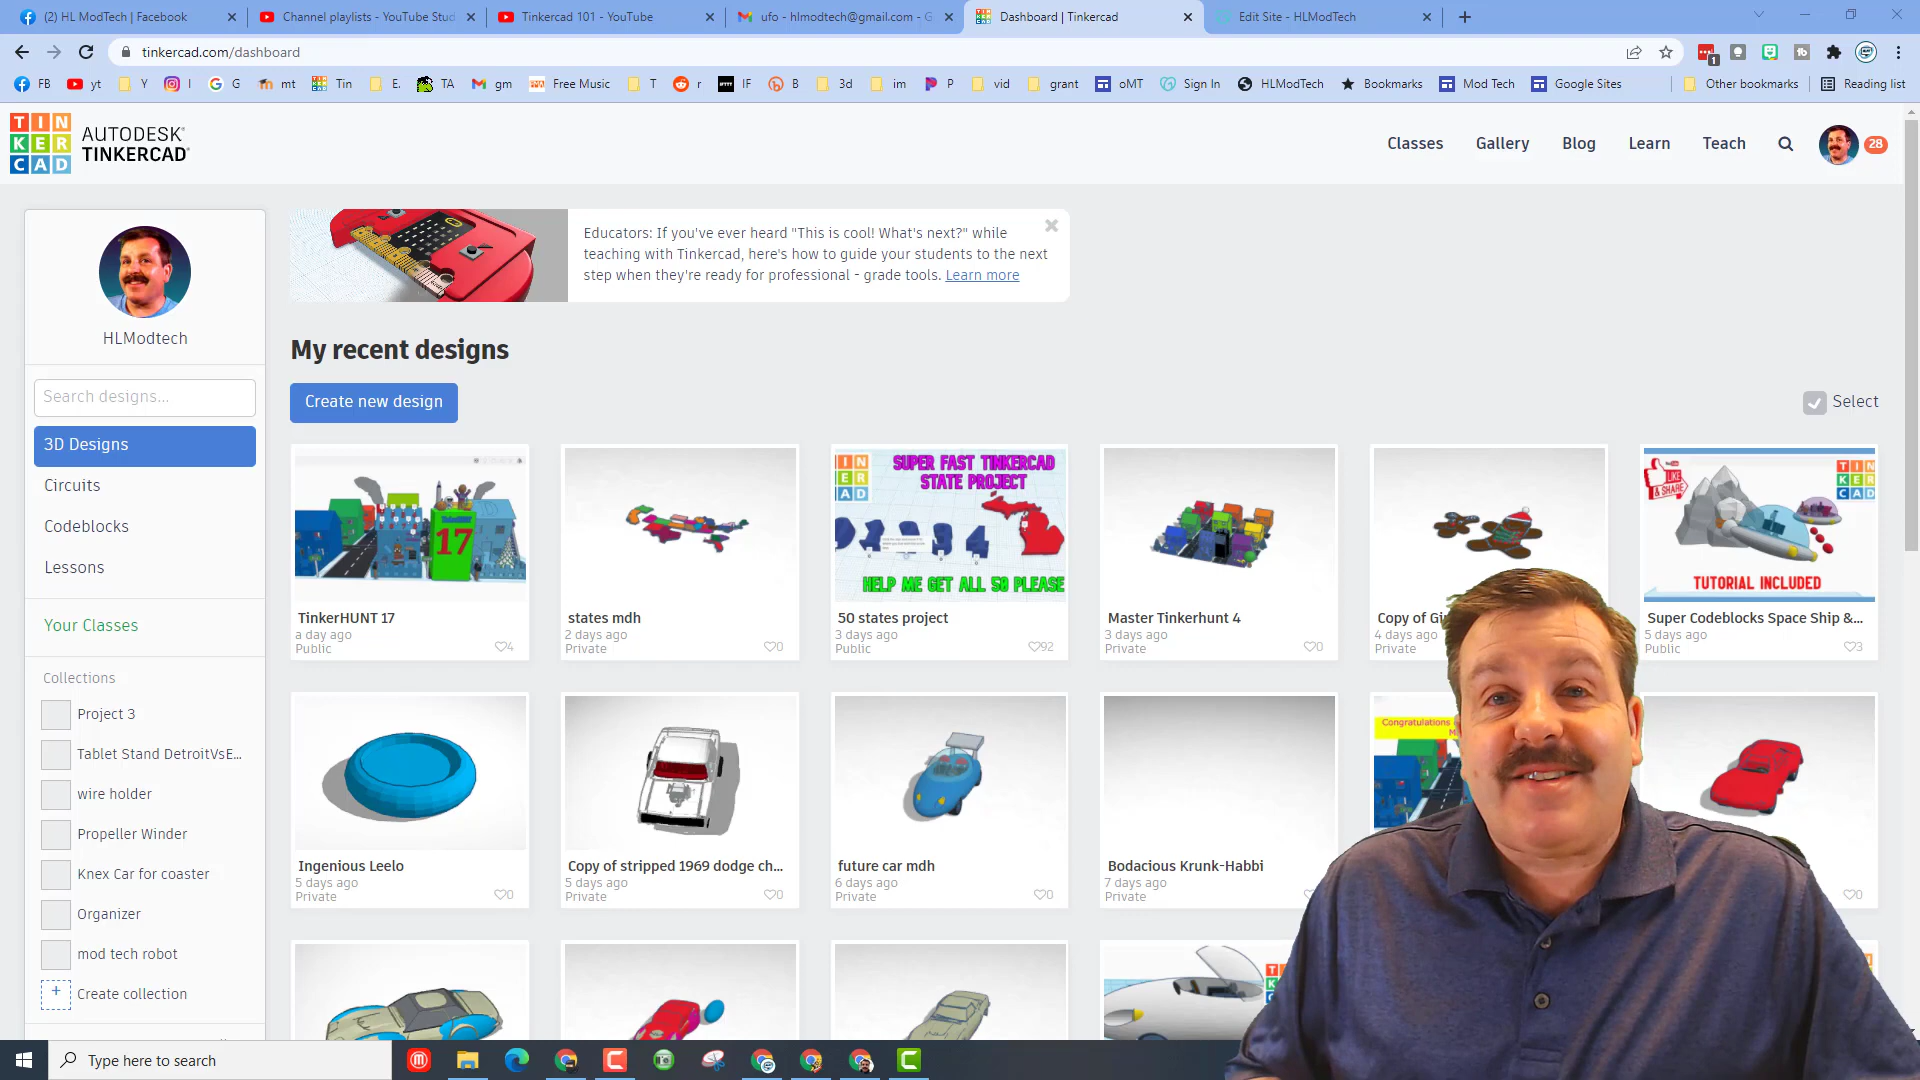 (2) HL ModTech | Facebook
Channel playlists - YouTube Stud
Tinkercad 101 - YouTube
ufo - hlmodtech@gmail.com - G
Dashboard | Tinkercad
Edit Site - HLModTech
tinkercad.com/dashboard
1
FB
yt
Y
I
G
mt
Tin
E.
TA
gm
Free Music
T
r
IF
B
3d
im
P
vid
grant
oMT
Sign In
HLModTech
Bookmarks
Mod Tech
Google Sites
Other bookmarks
Reading list
TIN
KER
CAD
AUTODESK
TINKERCAD
Classes
Gallery
Blog
Learn
Teach
28
HLModtech
Search designs...
3D Designs
Circuits
Codeblocks
Lessons
Your Classes
Collections
Project 3
Tablet Stand DetroitVsE...
wire holder
Propeller Winder
Knex Car for coaster
Organizer
mod tech robot
+ Create collection
Educators: If you've ever heard "This is cool! What's next?" while
teaching with Tinkercad, here's how to guide your students to the next
step when they're ready for professional - grade tools. Learn more
My recent designs
Create new design
Select
17
TinkerHUNT 17
a day ago
Public
4
states mdh
2 days ago
Private
0
SUPER FAST TINKERCAD
STATE PROJECT
HELP ME GET ALL 50 PLEASE
50 states project
3 days ago
Public
92
Master Tinkerhunt 4
3 days ago
Private
0
Copy of Gi
4 days ago
Private
LIKE
& SHARE
TIN
KER
CAD
TUTORIAL INCLUDED
Super Codeblocks Space Ship &...
5 days ago
Public
3
Ingenious Leelo
5 days ago
Private
0
Copy of stripped 1969 dodge ch...
5 days ago
Private
0
future car mdh
6 days ago
Private
0
Bodacious Krunk-Habbi
7 days ago
Private
Congratulations
0
Type here to search